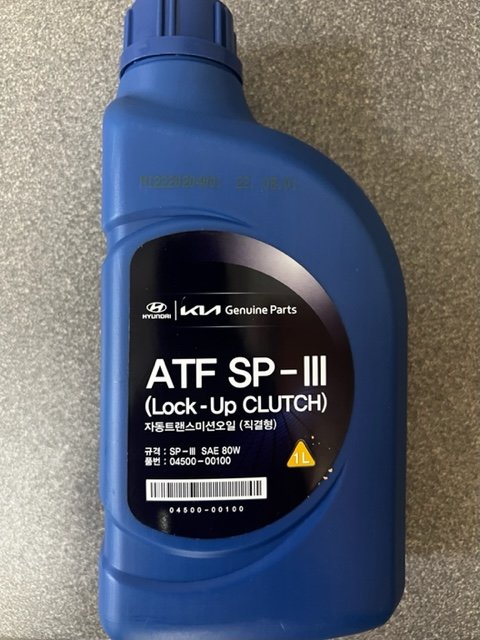 HYUNDAI KIA Genuine Parts
ATF SP-III
(Lock-Up CLUTCH)
자동트랜스미션오일 (직결형)
규격 : SP-III SAE 80W
품번 : 04500-00100
1L
04500-00100